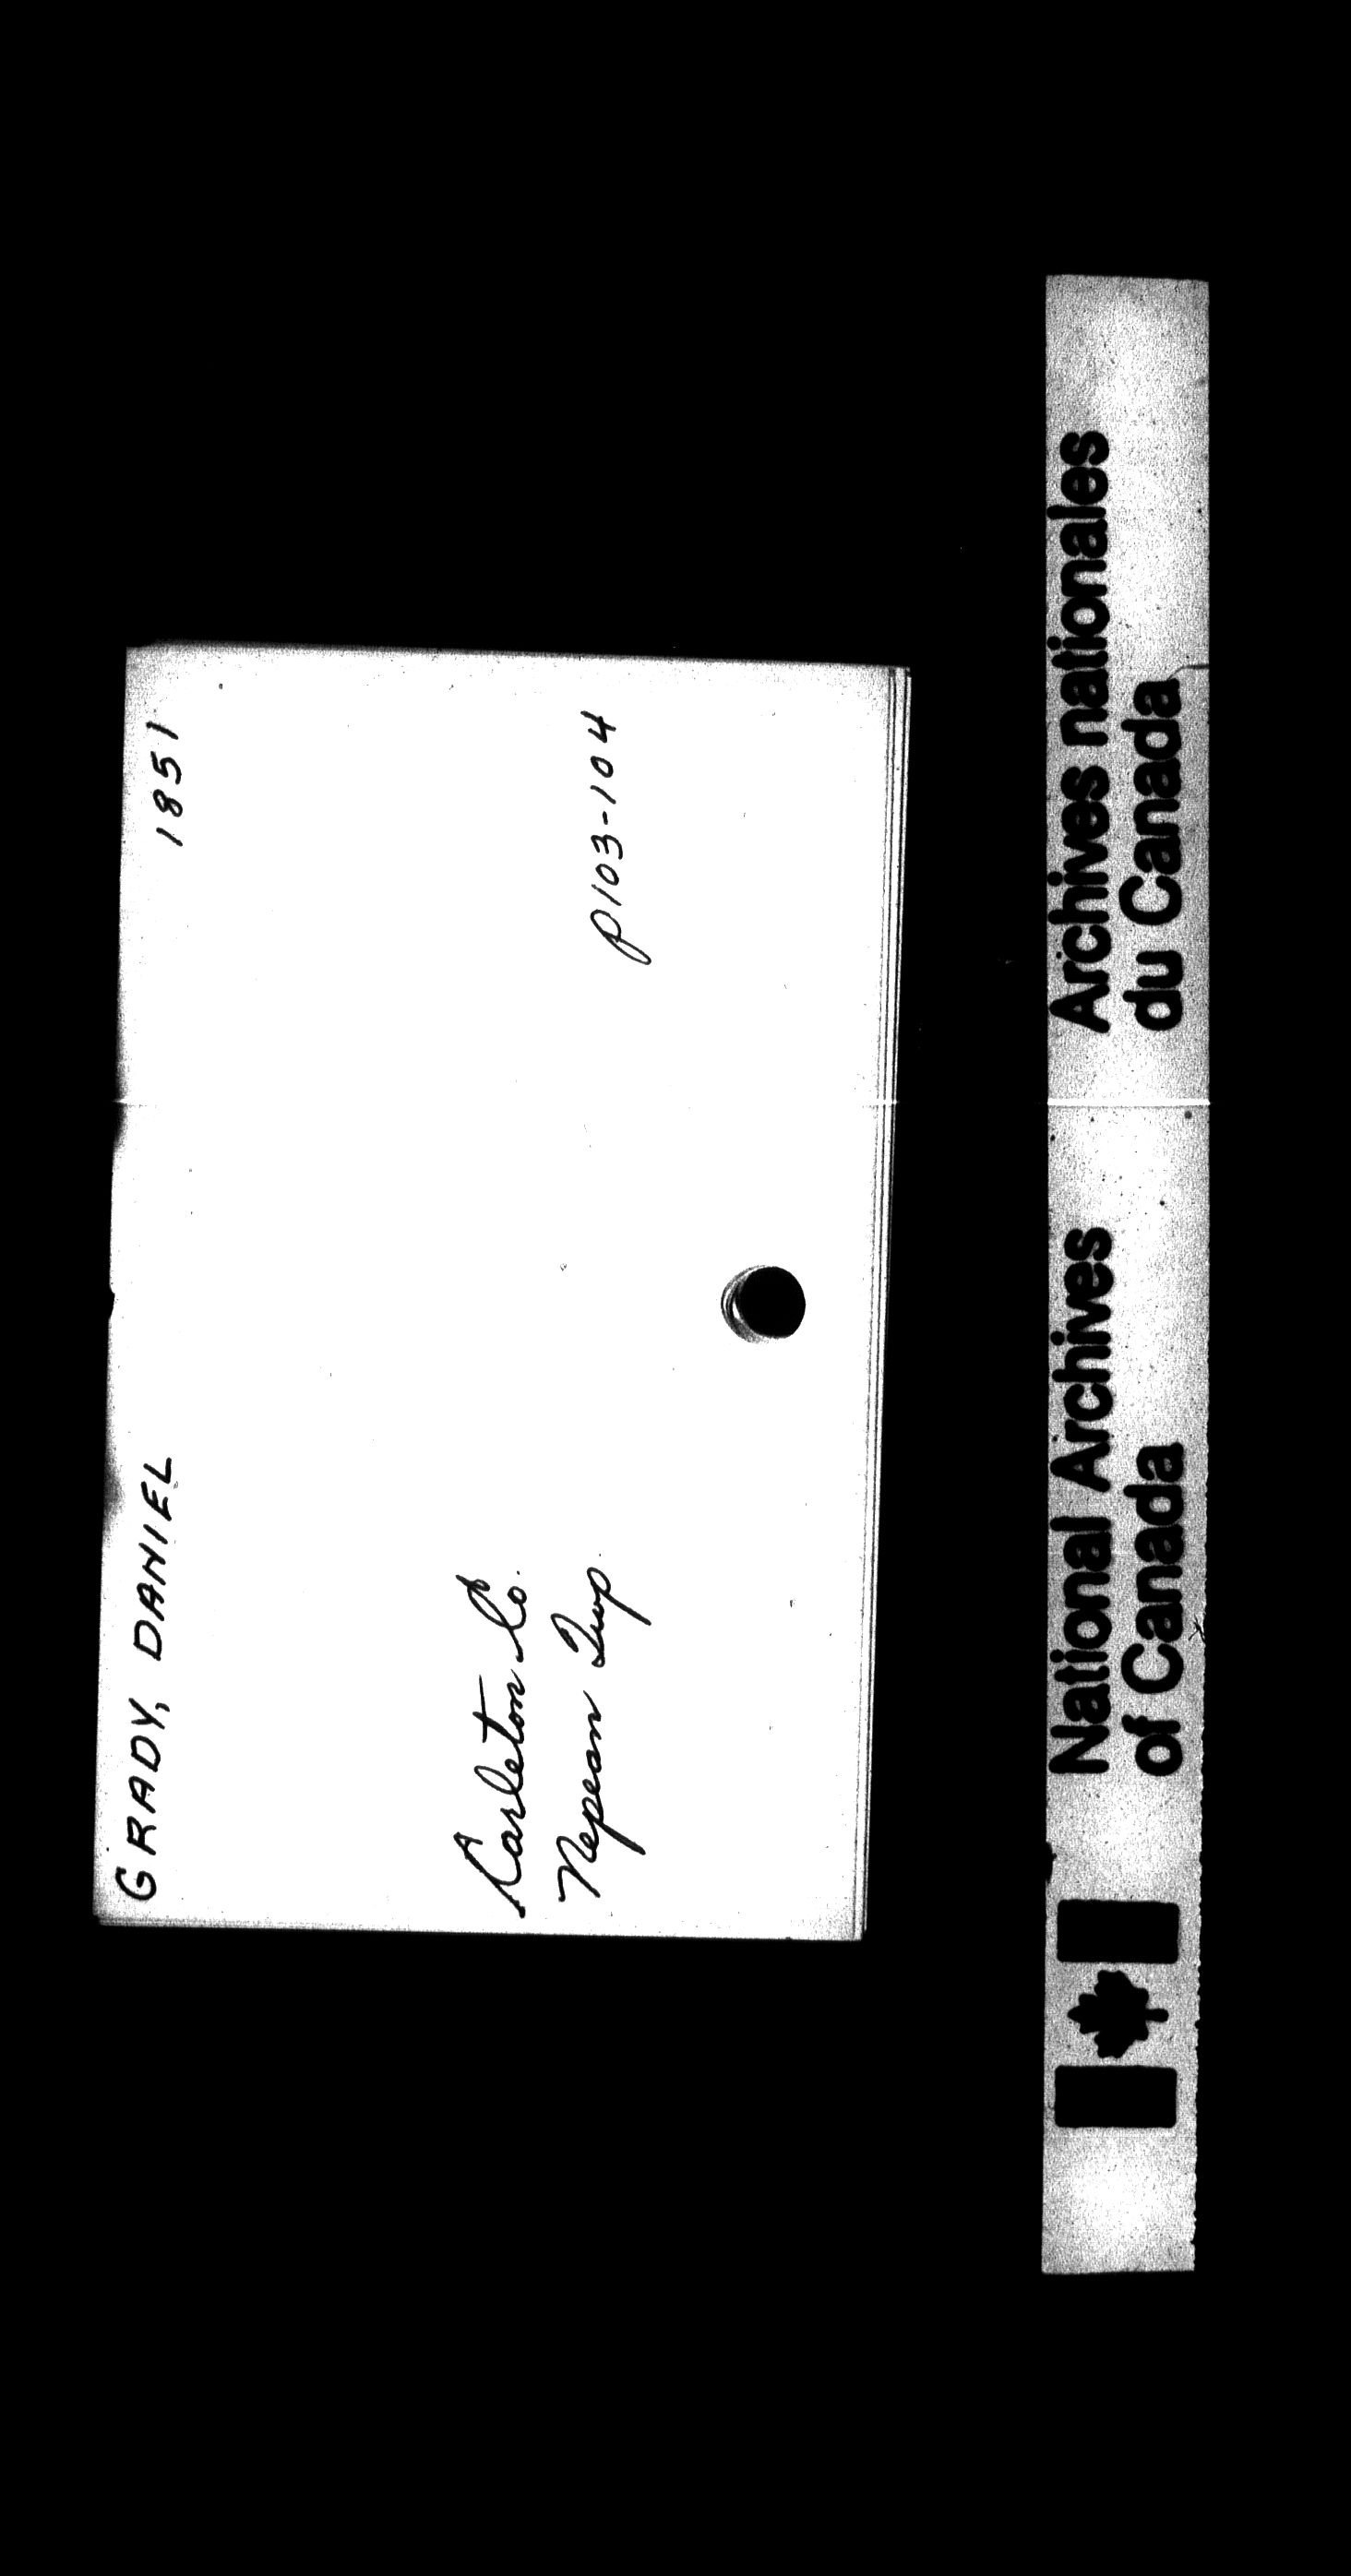 GRADY, DANIEL 1851
Carleton Co.
Nepean Twp. p103-104
National Archives of Canada
Archives nationales du Canada